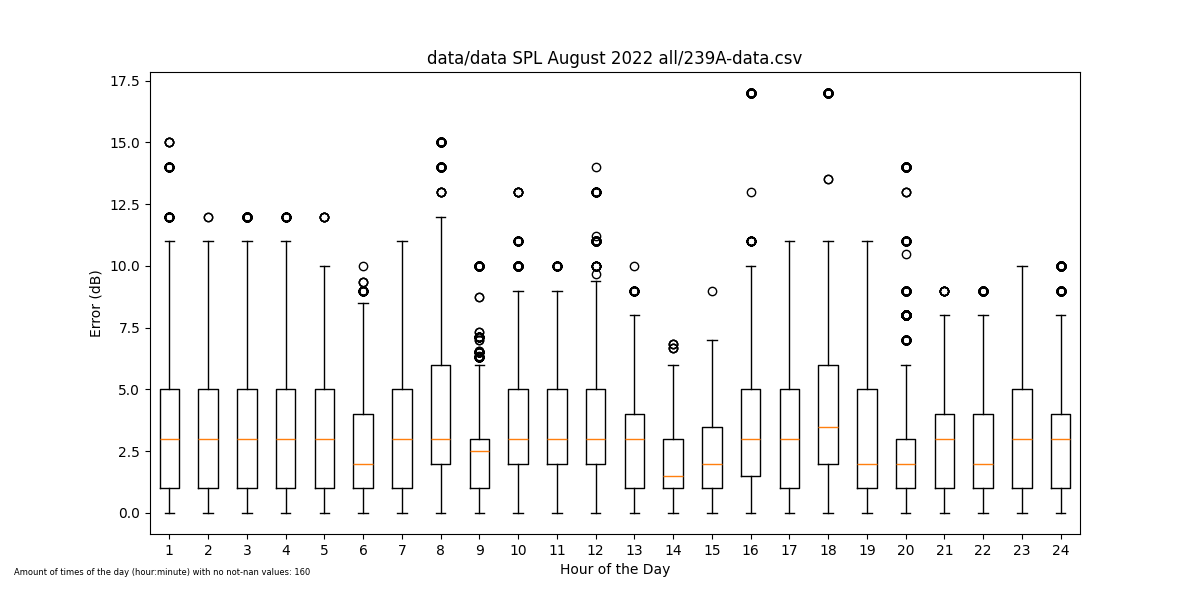 data/data SPL August 2022 all/239A-data.csv
17.5
15.0
12.5
10.0
7.5
5.0
2.5
0.0
Error (dB)
1 2 3 4 5 6 7 8 9 10 11 12 13 14 15 16 17 18 19 20 21 22 23 24
Hour of the Day
Amount of times of the day (hour:minute) with no not-nan values: 160